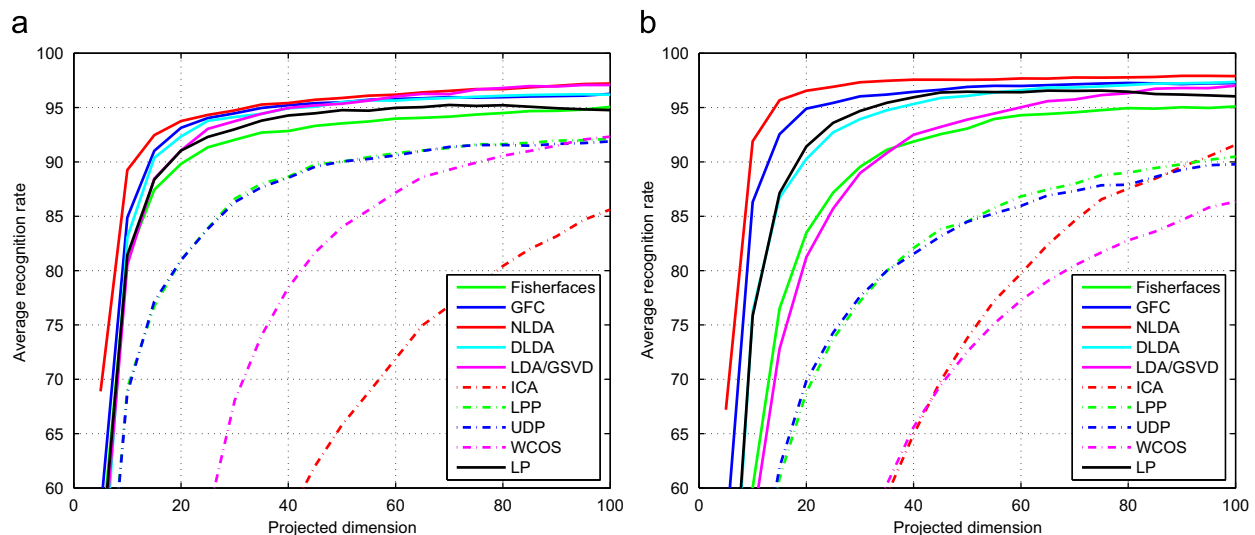 a
100
95
90
85
80
75
70
65
60
Average recognition rate
0 20 40 60 80 100
Projected dimension
Fisherfaces
GFC
NLDA
DLDA
LDA/GSVD
ICA
LPP
UDP
WCOS
LP
b
100
95
90
85
80
75
70
65
60
Average recognition rate
0 20 40 60 80 100
Projected dimension
Fisherfaces
GFC
NLDA
DLDA
LDA/GSVD
ICA
LPP
UDP
WCOS
LP